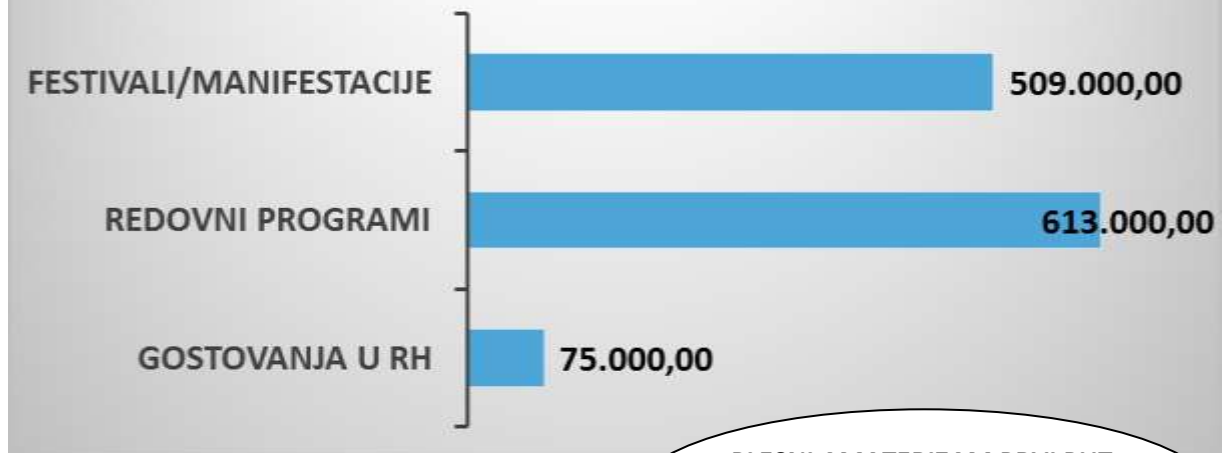 FESTIVALI/MANIFESTACIJE 509.000,00
REDOVNI PROGRAMI 613.000,00
GOSTOVANJA U RH 75.000,00